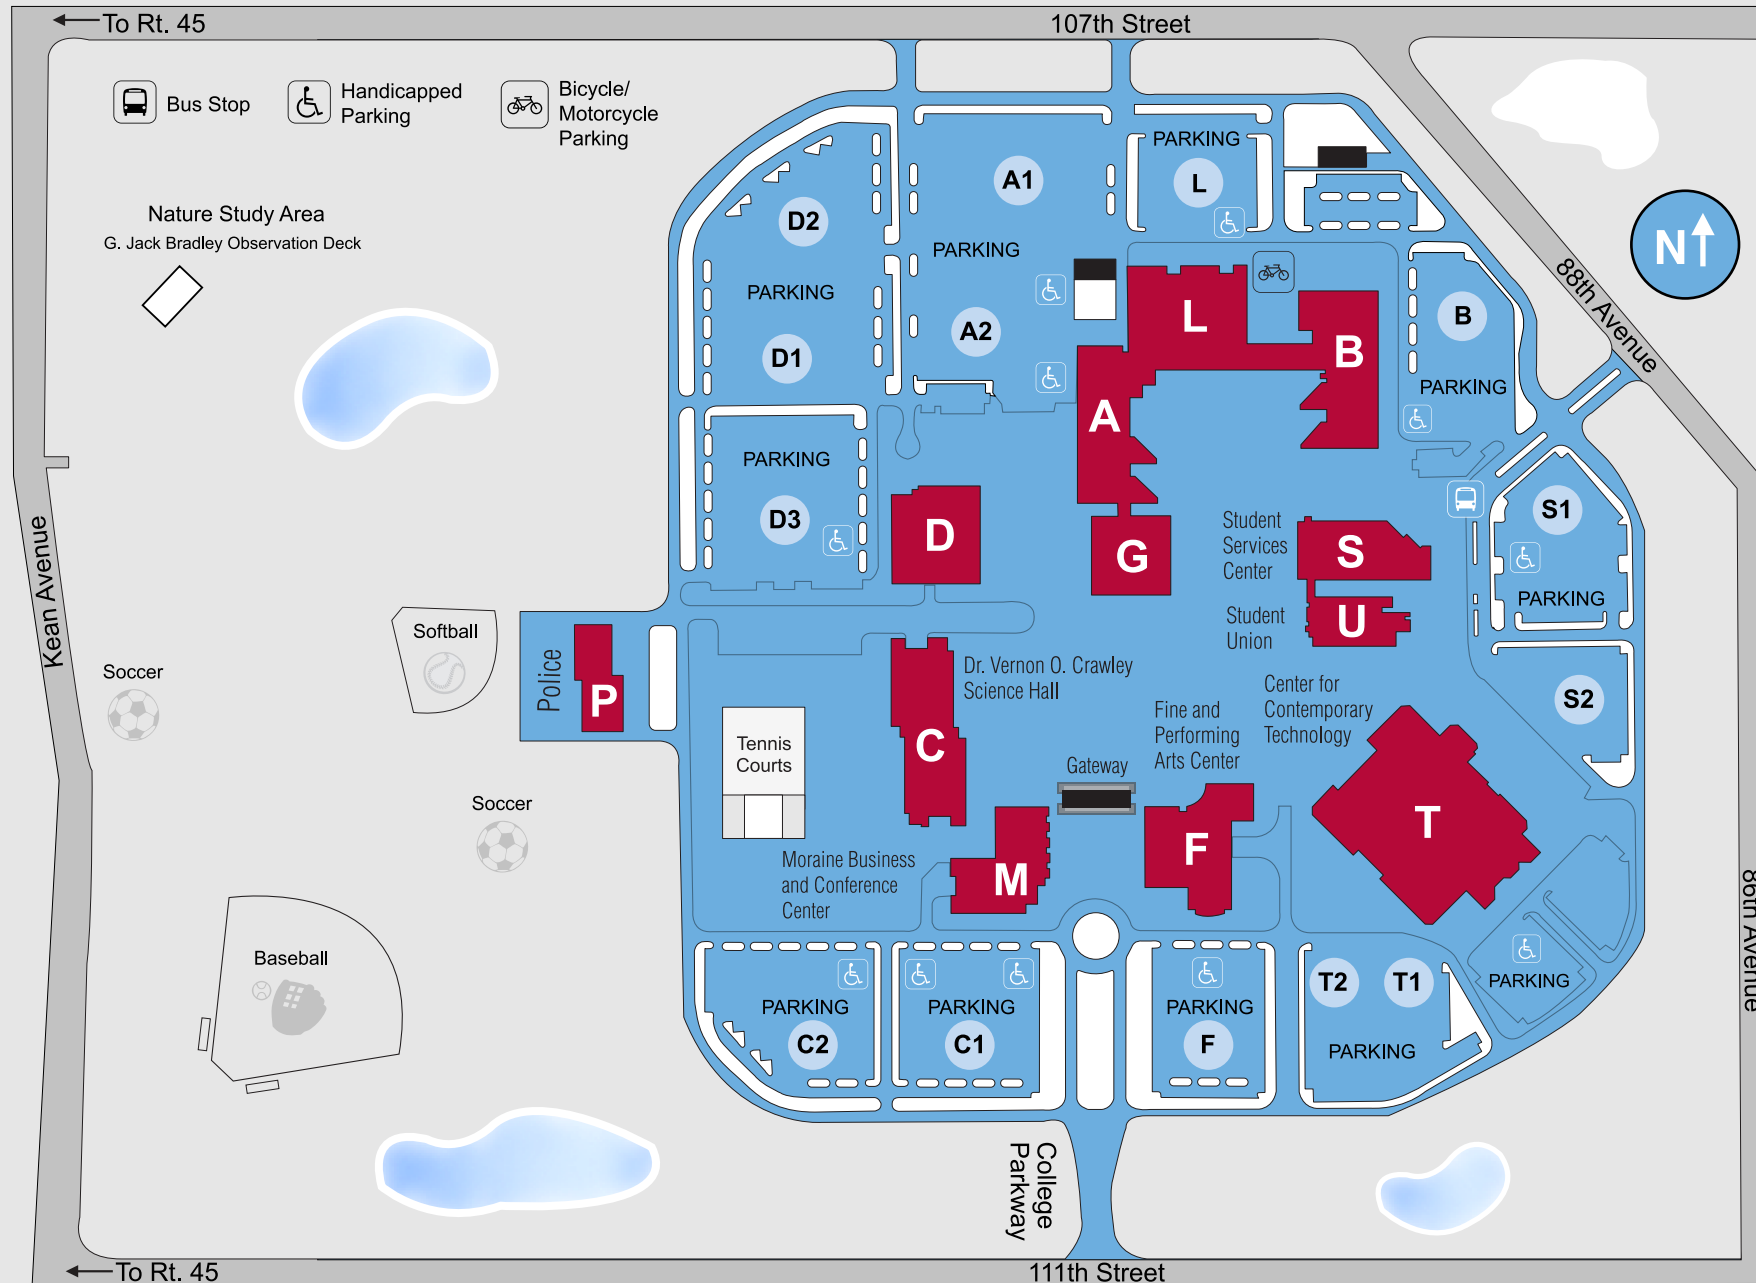 To Rt. 45
107th Street
Bus Stop
Handicapped
Parking
Bicycle/
Motorcycle
Parking
Nature Study Area
G. Jack Bradley Observation Deck
N
88th Avenue
86th Avenue
Kean Avenue
D2
PARKING
D1
A1
PARKING
A2
PARKING
L
L
B
A
G
B
PARKING
PARKING
D3
D
Student
Services
Center
S
Student
Union
U
S1
PARKING
S2
Softball
Soccer
Police
P
Dr. Vernon O. Crawley
Science Hall
C
Tennis
Courts
Center for
Contemporary
Technology
T
Fine and
Performing
Arts Center
F
Gateway
Soccer
Moraine Business
and Conference
Center
M
Baseball
PARKING
C2
PARKING
C1
PARKING
F
T2
T1
PARKING
PARKING
College
Parkway
To Rt. 45
111th Street